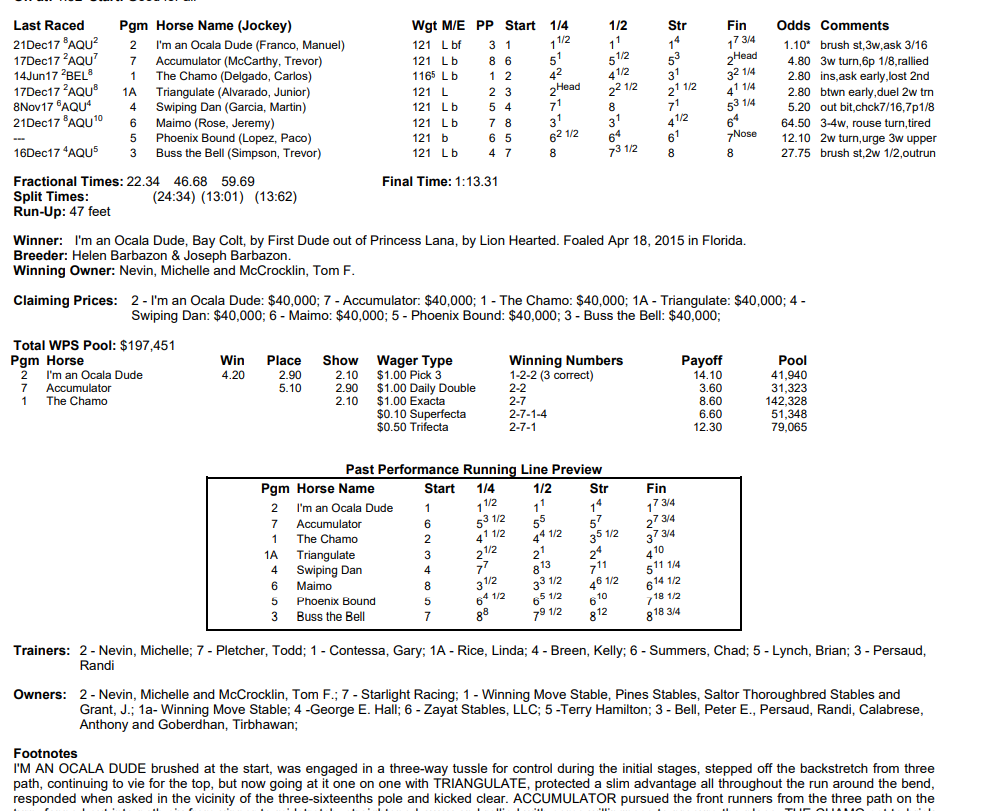 Last Raced Pgm Horse Name (Jockey) Wgt M/E PP Start 1/4 1/2 Str Fin Odds Comments
21Dec17 ⁸AQU² 2 I'm an Ocala Dude (Franco, Manuel) 121 L bf 3 1 1 1/2 1 1 1 4 1 7 3/4 1.10* brush st,3w,ask 3/16
17Dec17 ²AQU⁷ 7 Accumulator (McCarthy, Trevor) 121 L b 8 6 5 1 5 1/2 5 3 2 Head 4.80 3w turn,6p 1/8,rallied
14Jun17 ²BEL⁸ 1 The Chamo (Delgado, Carlos) 116⁵ L b 1 2 4 2 4 1/2 3 1 3 2 1/4 2.80 ins,ask early,lost 2nd
17Dec17 ²AQU⁸ 1A Triangulate (Alvarado, Junior) 121 L 2 3 2 Head 2 2 1/2 2 1 1/2 4 1 1/4 2.80 btwn early,duel 2w trn
8Nov17 ⁶AQU⁴ 4 Swiping Dan (Garcia, Martin) 121 L b 5 4 7 1 8 7 1 5 3 1/4 5.20 out bit,chck7/16,7p1/8
21Dec17 ⁸AQU¹⁰ 6 Maimo (Rose, Jeremy) 121 L b 7 8 3 1 3 1 4 1/2 6 4 64.50 3-4w, rouse turn,tired
--- 5 Phoenix Bound (Lopez, Paco) 121 b 6 5 6 2 1/2 6 4 6 1 7 Nose 12.10 2w turn,urge 3w upper
16Dec17 ⁴AQU⁵ 3 Buss the Bell (Simpson, Trevor) 121 L b 4 7 8 7 3 1/2 8 8 27.75 brush st,2w 1/2,outrun
Fractional Times: 22.34 46.68 59.69 Final Time: 1:13.31
Split Times: (24:34) (13:01) (13:62)
Run-Up: 47 feet
Winner: I'm an Ocala Dude, Bay Colt, by First Dude out of Princess Lana, by Lion Hearted. Foaled Apr 18, 2015 in Florida.
Breeder: Helen Barbazon & Joseph Barbazon.
Winning Owner: Nevin, Michelle and McCrocklin, Tom F.
Claiming Prices: 2 - I'm an Ocala Dude: $40,000; 7 - Accumulator: $40,000; 1 - The Chamo: $40,000; 1A - Triangulate: $40,000; 4 -
Swiping Dan: $40,000; 6 - Maimo: $40,000; 5 - Phoenix Bound: $40,000; 3 - Buss the Bell: $40,000;
Total WPS Pool: $197,451
Pgm Horse Win Place Show Wager Type Winning Numbers Payoff Pool
2 I'm an Ocala Dude 4.20 2.90 2.10 $1.00 Pick 3 1-2-2 (3 correct) 14.10 41,940
7 Accumulator 5.10 2.90 $1.00 Daily Double 2-2 3.60 31,323
1 The Chamo 2.10 $1.00 Exacta 2-7 8.60 142,328
$0.10 Superfecta 2-7-1-4 6.60 51,348
$0.50 Trifecta 2-7-1 12.30 79,065
Past Performance Running Line Preview
Pgm Horse Name Start 1/4 1/2 Str Fin
2 I'm an Ocala Dude 1 1 1/2 1 1 1 4 1 7 3/4
7 Accumulator 6 5 3 1/2 5 5 5 7 2 7 3/4
1 The Chamo 2 4 1 1/2 4 4 1/2 3 5 1/2 3 7 3/4
1A Triangulate 3 2 1/2 2 1 2 4 4 10
4 Swiping Dan 4 7 7 8 13 7 11 5 11 1/4
6 Maimo 8 3 1/2 3 3 1/2 4 6 1/2 6 14 1/2
5 Phoenix Bound 5 6 4 1/2 6 5 1/2 6 10 7 18 1/2
3 Buss the Bell 7 8 8 7 9 1/2 8 12 8 18 3/4
Trainers: 2 - Nevin, Michelle; 7 - Pletcher, Todd; 1 - Contessa, Gary; 1A - Rice, Linda; 4 - Breen, Kelly; 6 - Summers, Chad; 5 - Lynch, Brian; 3 - Persaud,
Randi
Owners: 2 - Nevin, Michelle and McCrocklin, Tom F.; 7 - Starlight Racing; 1 - Winning Move Stable, Pines Stables, Saltor Thoroughbred Stables and
Grant, J.; 1a- Winning Move Stable; 4 -George E. Hall; 6 - Zayat Stables, LLC; 5 -Terry Hamilton; 3 - Bell, Peter E., Persaud, Randi, Calabrese,
Anthony and Goberdhan, Tirbhawan;
Footnotes
I'M AN OCALA DUDE brushed at the start, was engaged in a three-way tussle for control during the initial stages, stepped off the backstretch from three
path, continuing to vie for the top, but now going at it one on one with TRIANGULATE, protected a slim advantage all throughout the run around the bend,
responded when asked in the vicinity of the three-sixteenths pole and kicked clear. ACCUMULATOR pursued the front runners from the three path on the